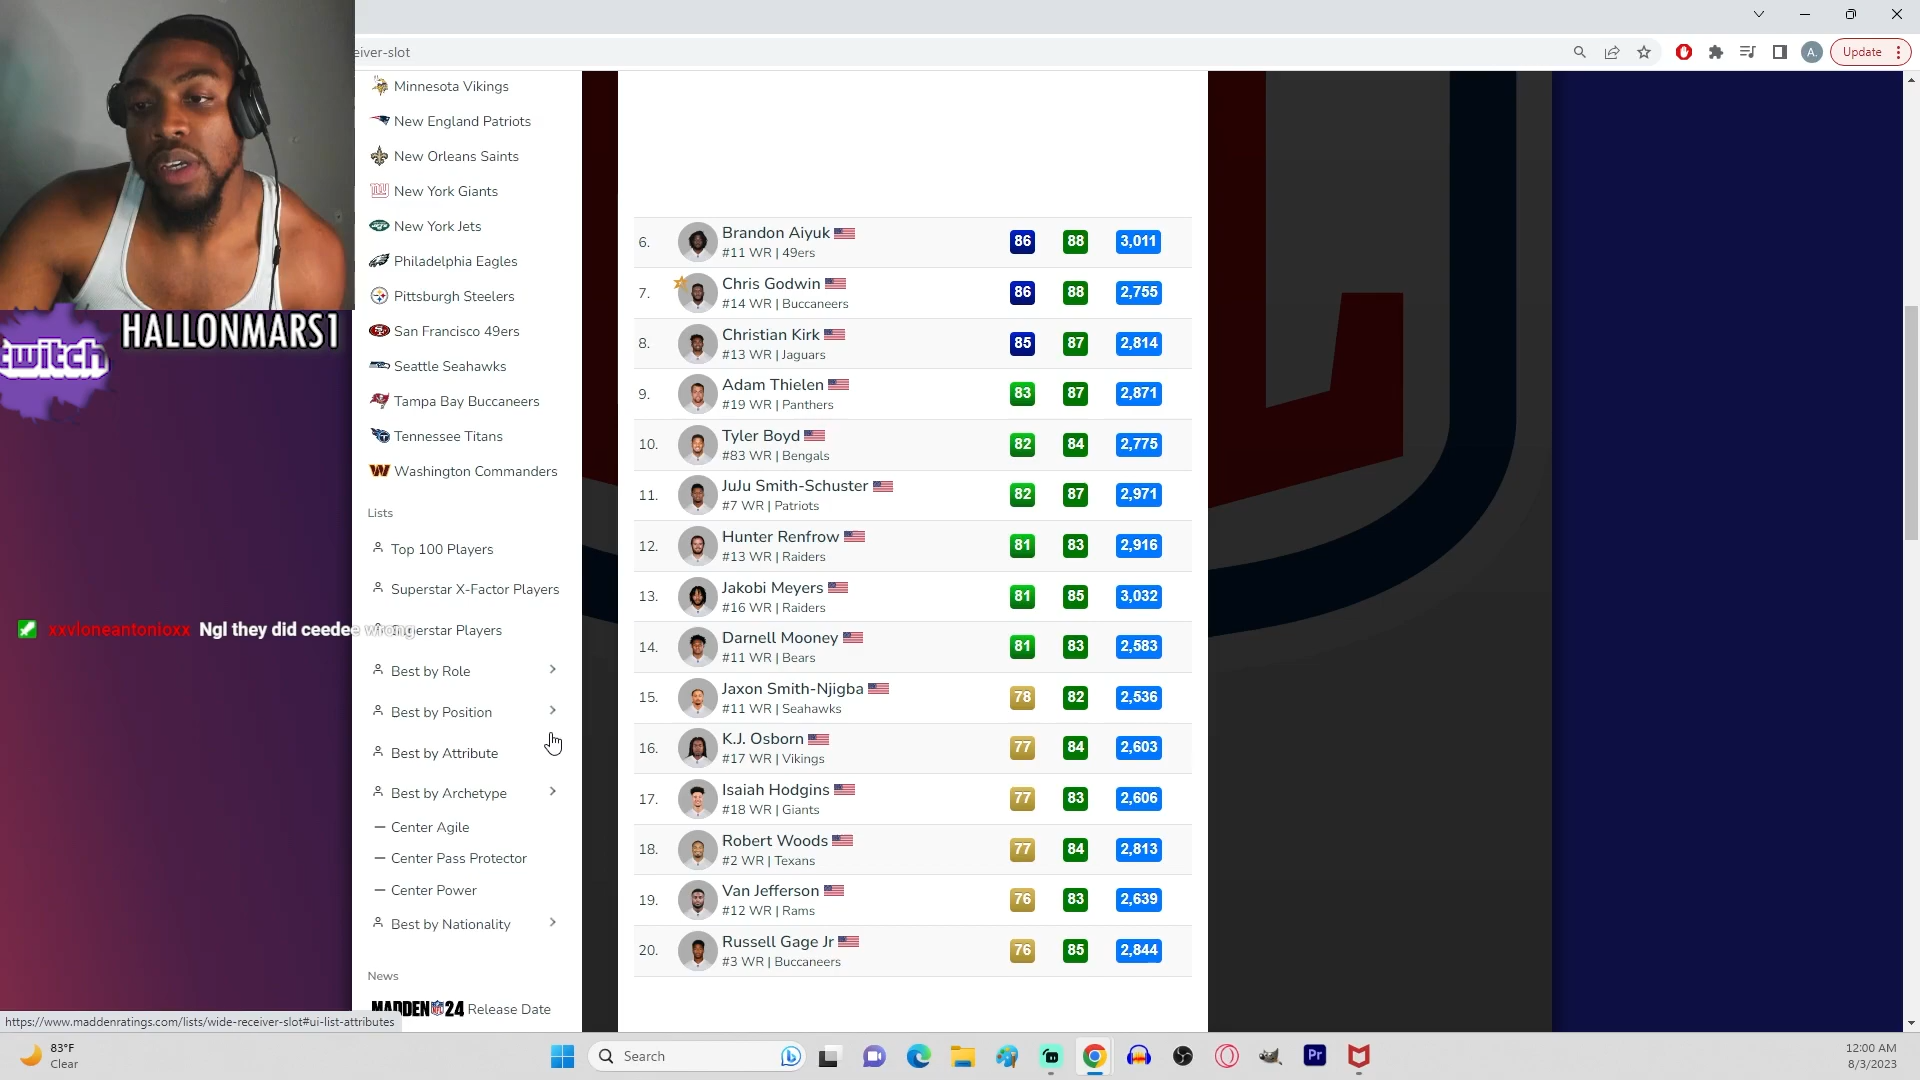 eiver-slot
A.
Update
Minnesota Vikings
New England Patriots
New Orleans Saints
New York Giants
New York Jets
Philadelphia Eagles
Pittsburgh Steelers
San Francisco 49ers
Seattle Seahawks
Tampa Bay Buccaneers
Tennessee Titans
Washington Commanders
Lists
Top 100 Players
Superstar X-Factor Players
Superstar Players
Best by Role
Best by Position
Best by Attribute
Best by Archetype
Center Agile
Center Pass Protector
Center Power
Best by Nationality
News
MADDEN NFL 24 Release Date
twitch
HALLONMARS1
xxvloneantonioxx Ngl they did ceedee wrong
6. Brandon Aiyuk 86 88 3,011
#11 WR | 49ers
7. Chris Godwin 86 88 2,755
#14 WR | Buccaneers
8. Christian Kirk 85 87 2,814
#13 WR | Jaguars
9. Adam Thielen 83 87 2,871
#19 WR | Panthers
10. Tyler Boyd 82 84 2,775
#83 WR | Bengals
11. JuJu Smith-Schuster 82 87 2,971
#7 WR | Patriots
12. Hunter Renfrow 81 83 2,916
#13 WR | Raiders
13. Jakobi Meyers 81 85 3,032
#16 WR | Raiders
14. Darnell Mooney 81 83 2,583
#11 WR | Bears
15. Jaxon Smith-Njigba 78 82 2,536
#11 WR | Seahawks
16. K.J. Osborn 77 84 2,603
#17 WR | Vikings
17. Isaiah Hodgins 77 83 2,606
#18 WR | Giants
18. Robert Woods 77 84 2,813
#2 WR | Texans
19. Van Jefferson 76 83 2,639
#12 WR | Rams
20. Russell Gage Jr 76 85 2,844
#3 WR | Buccaneers
https://www.maddenratings.com/lists/wide-receiver-slot#ui-list-attributes
83°F
Clear
Search
Pr
12:00 AM
8/3/2023